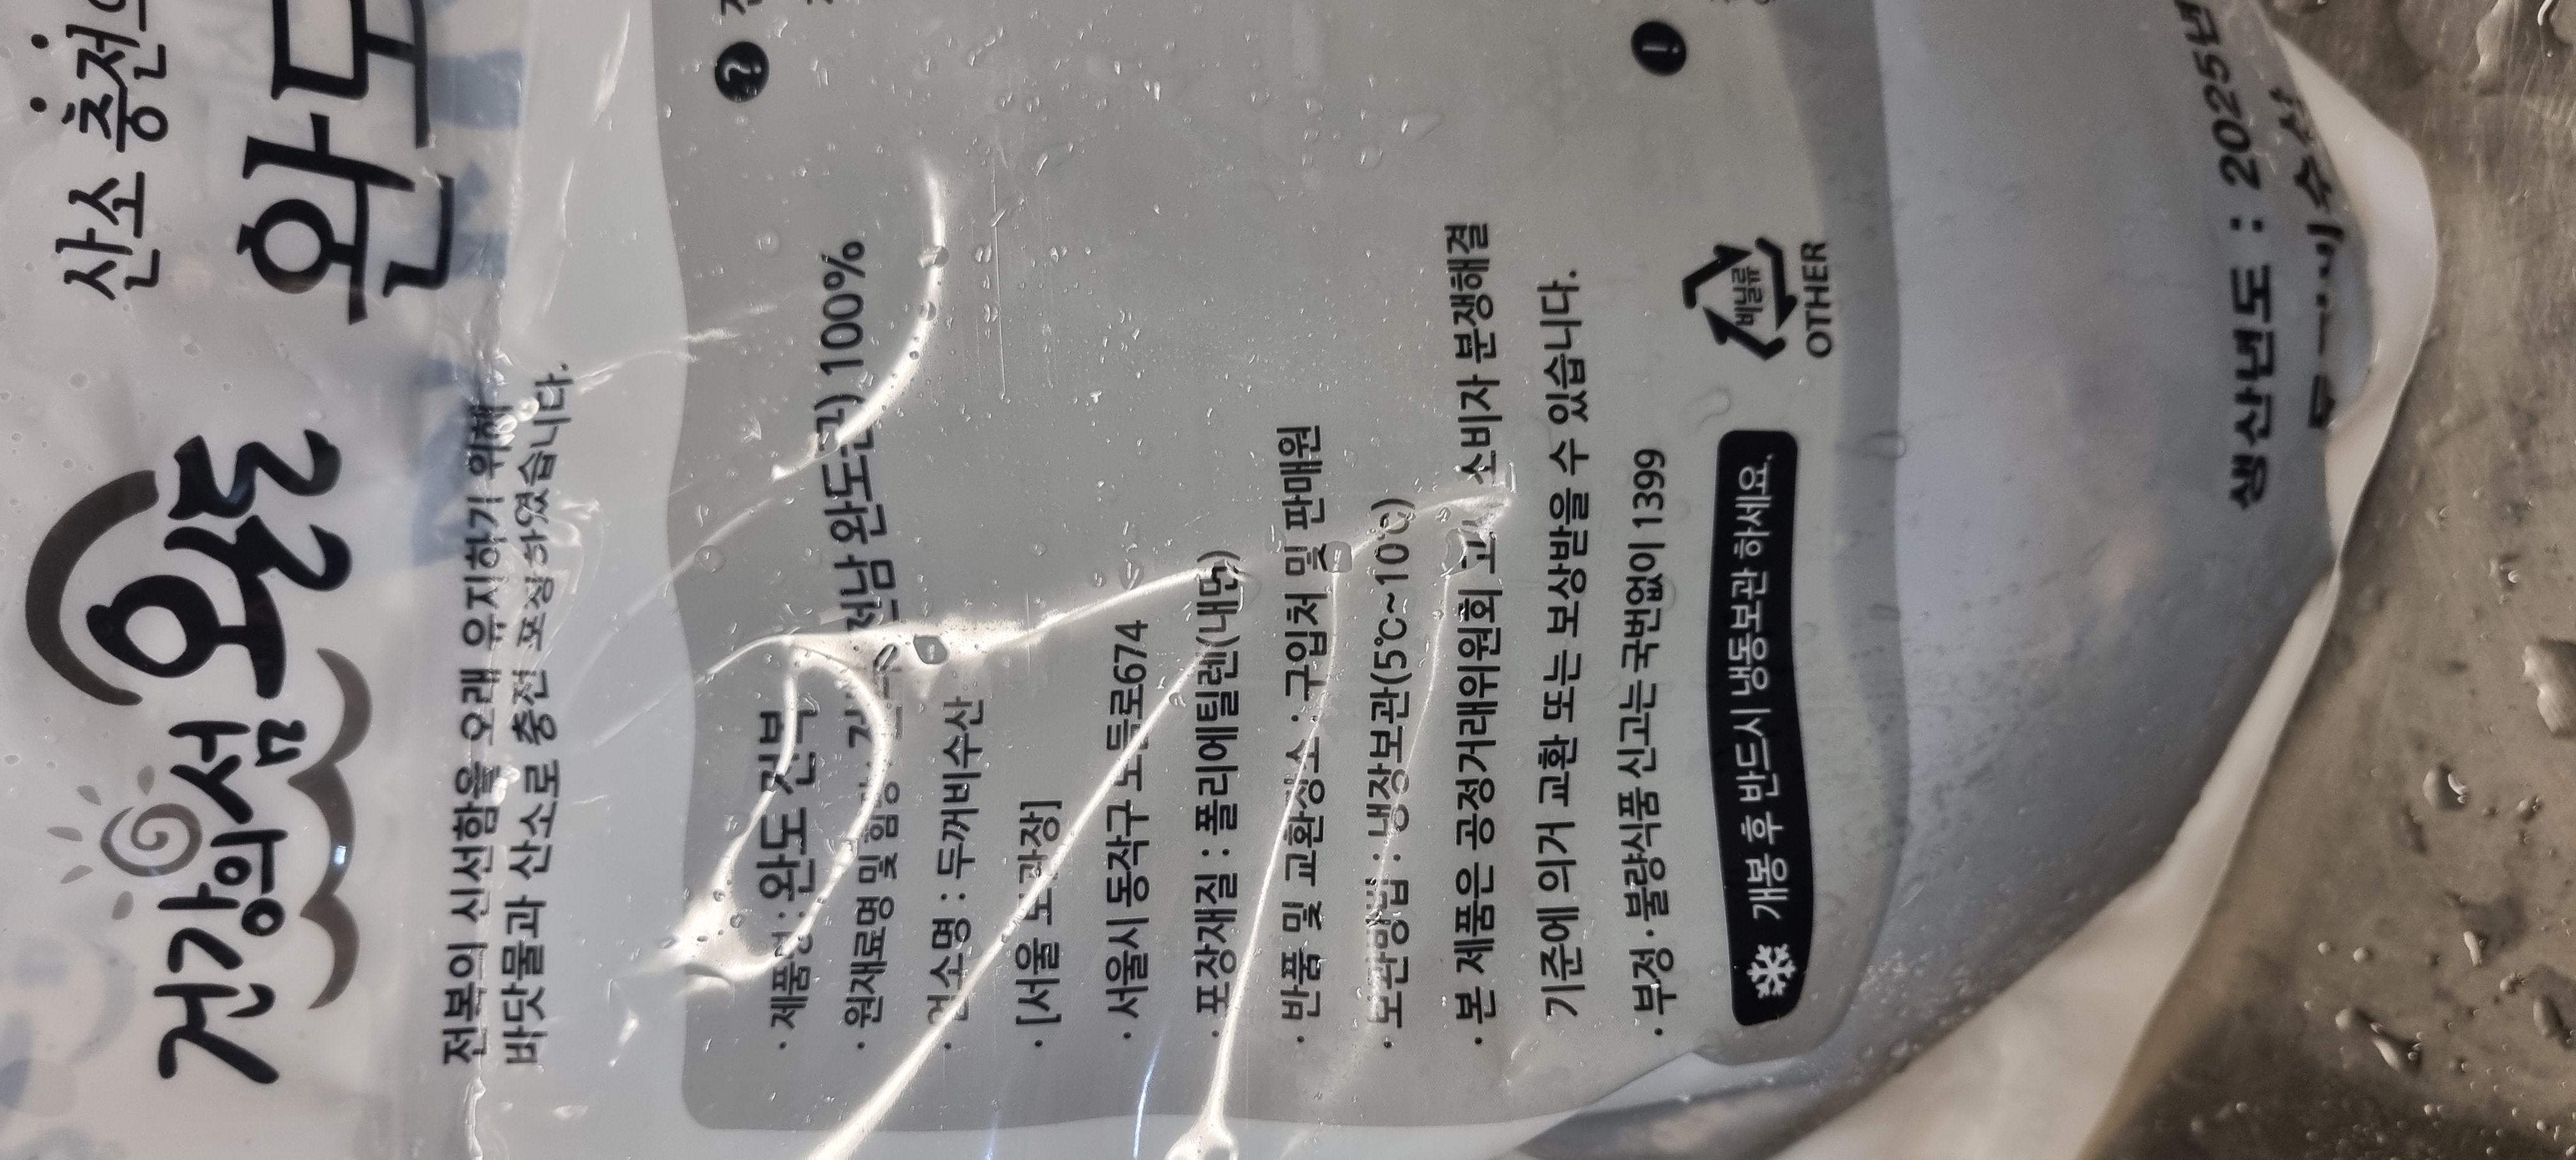 산소 충전
완도
건강의 섬 완도
전복의 신선함을 오래 유지하기 위해
바닷물과 산소로 충전 포장하였습니다.
· 제품명 : 완도 전복
· 원재료명 및 함량 : 전남 완도 100%
· 업소명 : 두꺼비수산
· [서울 보관장]
· 서울시 동작구 노들로674
· 포장재질 : 폴리에틸렌(내면)
· 반품 및 교환장소 : 구입처 및 판매원
· 보관방법 : 냉장보관(5℃~10℃)
· 본 제품은 공정거래위원회 고시 소비자 분쟁해결
기준에 의거 교환 또는 보상받을 수 있습니다.
· 부정·불량식품 신고는 국번없이 1399
개봉 후 반드시 냉동보관 하세요.
비닐류
OTHER
생산년도 : 2025년